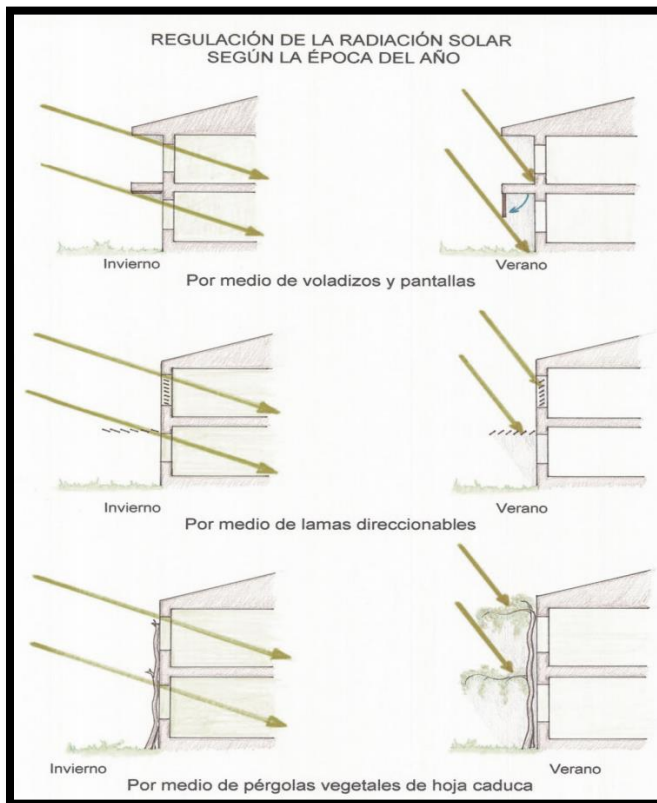 REGULACIÓN DE LA RADIACIÓN SOLAR
SEGÚN LA ÉPOCA DEL AÑO
Invierno
Verano
Por medio de voladizos y pantallas
Invierno
Verano
Por medio de lamas direccionables
Invierno
Verano
Por medio de pérgolas vegetales de hoja caduca